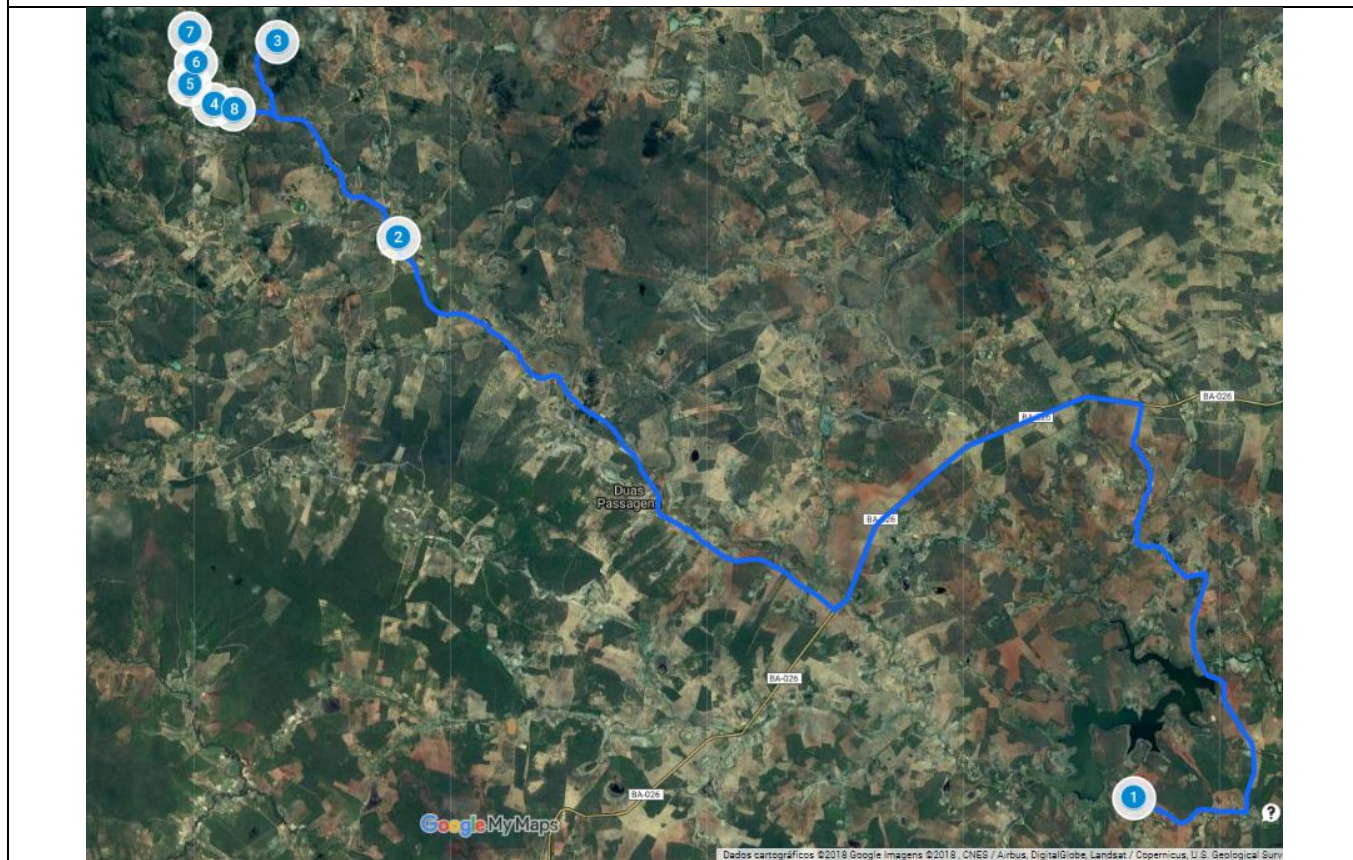 7
3
6
5
4
8
2
BA-026
BA-026
Duas
Passagen
BA-026
BA-026
1
BA-026
?
Google My Maps
Dados cartográficos ©2018 Google Imagens ©2018 , CNES / Airbus, DigitalGlobe, Landsat / Copernicus, U.S. Geological Surv